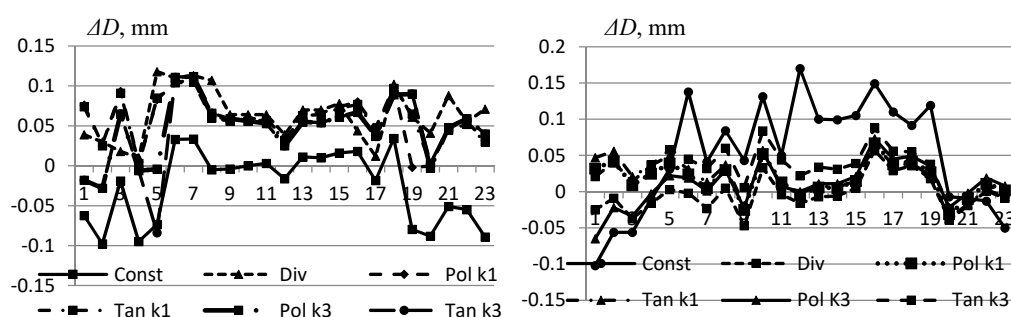 ΔD, mm
0.15
0.1
0.05
0
-0.05
-0.1
-0.15
1 3 5 7 9 11 13 15 17 19 21 23
Const Div Pol k1
Tan k1 Pol k3 Tan k3
ΔD, mm
0.2
0.15
0.1
0.05
0
-0.05
-0.1
-0.15
1 3 5 7 9 11 13 15 17 19 21 23
Const Div Pol k1
Tan k1 Pol K3 Tan k3